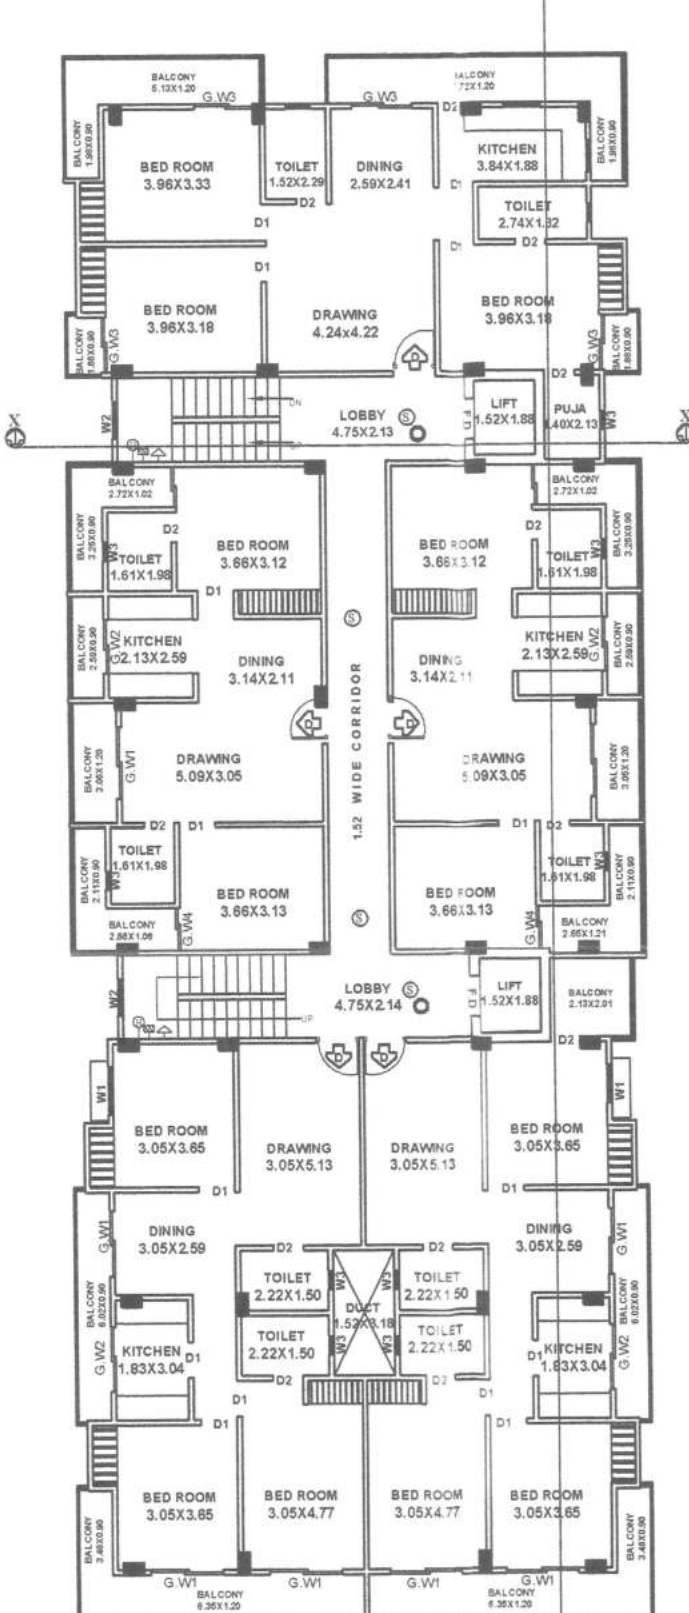 BALCONY
5.13X1.20
BALCONY
G.W3
G.W3
D2
BALCONY
1.98X0.90
BED ROOM
3.96X3.33
TOILET
1.52X2.29
D2
DINING
2.59X2.41
KITCHEN
3.84X1.88
BALCONY
1.98X0.90
D1
D1
TOILET
2.74X1.82
D2
D1
D1
BED ROOM
3.96X3.18
DRAWING
4.24x4.22
BED ROOM
3.96X3.18
BALCONY
1.88X0.90
G.W3
D
G.W3
BALCONY
1.88X0.90
D2
X
W2
DN
LOBBY
4.75X2.13
S
F.D
LIFT
1.52X1.88
PUJA
1.40X2.13
W3
X
BALCONY
2.72X1.02
BALCONY
2.72X1.02
BALCONY
3.25X0.90
W3
D2
TOILET
1.61X1.98
BED ROOM
3.66X3.12
D1
BED ROOM
3.66X3.12
D2
TOILET
1.61X1.98
W3
BALCONY
3.25X0.90
BALCONY
2.59X0.90
G.W2
KITCHEN
2.13X2.59
DINING
3.14X2.11
S
1.52 WIDE CORRIDOR
DINING
3.14X2.11
KITCHEN
2.13X2.59
G.W2
BALCONY
2.59X0.90
D
D
BALCONY
3.05X1.20
G.W1
DRAWING
5.09X3.05
DRAWING
5.09X3.05
BALCONY
3.05X1.20
D2
D1
D1
D2
BALCONY
2.11X0.90
W3
TOILET
1.61X1.98
BED ROOM
3.66X3.13
BED ROOM
3.66X3.13
TOILET
1.61X1.98
W3
BALCONY
2.11X0.90
BALCONY
G.W4
S
G.W4
BALCONY
2.65X1.21
W2
UP
LOBBY
4.75X2.14
S
F.D
LIFT
1.52X1.88
BALCONY
2.13X2.01
D2
D
D
W1
BED ROOM
3.05X3.65
DRAWING
3.05X5.13
DRAWING
3.05X5.13
BED ROOM
3.05X3.65
W1
D1
D1
G.W1
DINING
3.05X2.59
D2
D2
DINING
3.05X2.59
G.W1
BALCONY
6.02X0.90
TOILET
2.22X1.50
W3
DUCT
1.52X3.18
W3
TOILET
2.22X1.50
BALCONY
6.02X0.90
G.W2
KITCHEN
1.83X3.04
D1
TOILET
2.22X1.50
W3
W3
TOILET
2.22X1.50
D1
KITCHEN
1.83X3.04
G.W2
D2
D2
D1
D1
D1
D1
BED ROOM
3.05X3.65
BED ROOM
3.05X4.77
BED ROOM
3.05X4.77
BED ROOM
3.05X3.65
BALCONY
3.48X0.90
BALCONY
3.48X0.90
G.W1
G.W1
G.W1
G.W1
BALCONY
6.35X1.20
BALCONY
6.35X1.20